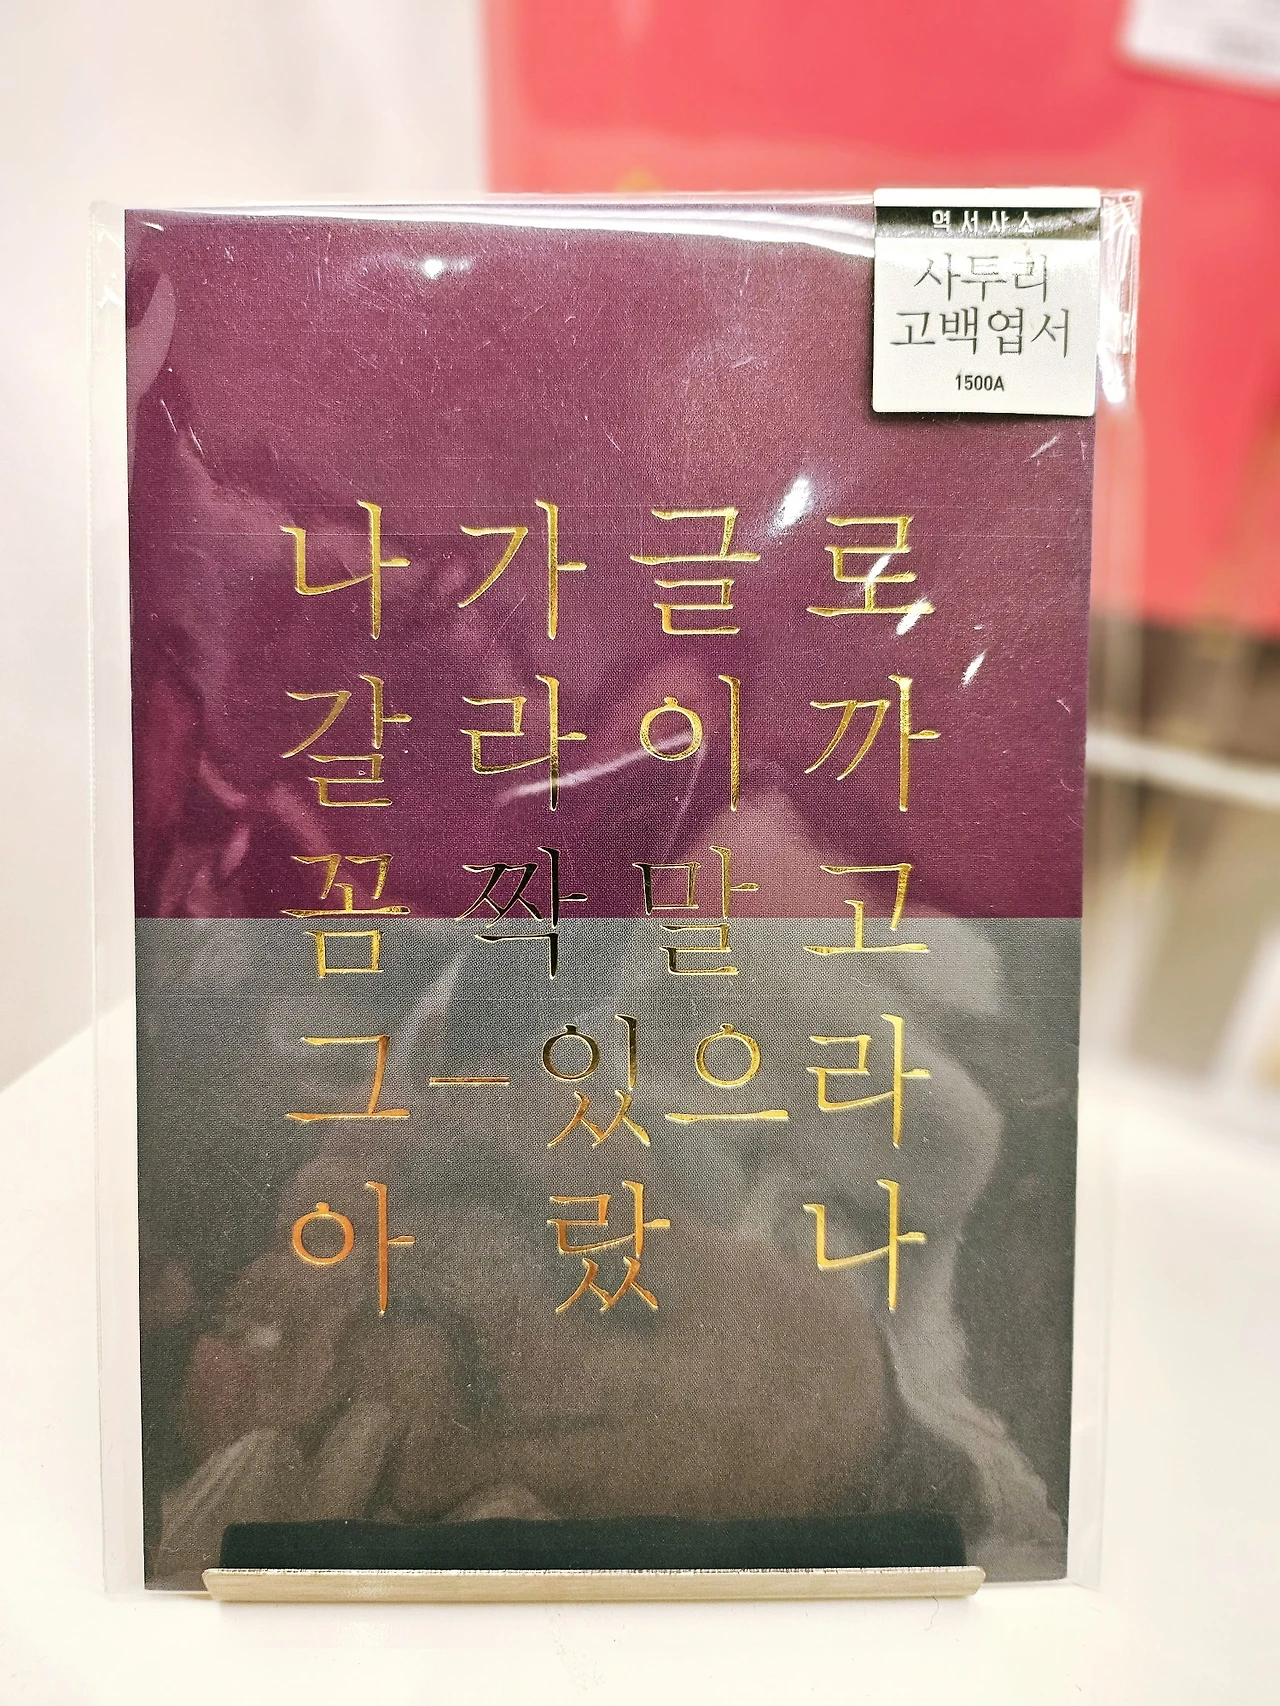 역서사소
사투리
고백엽서
1500A
나가글로
갈라이까
꼼짝말고
그-있으라
아랐나